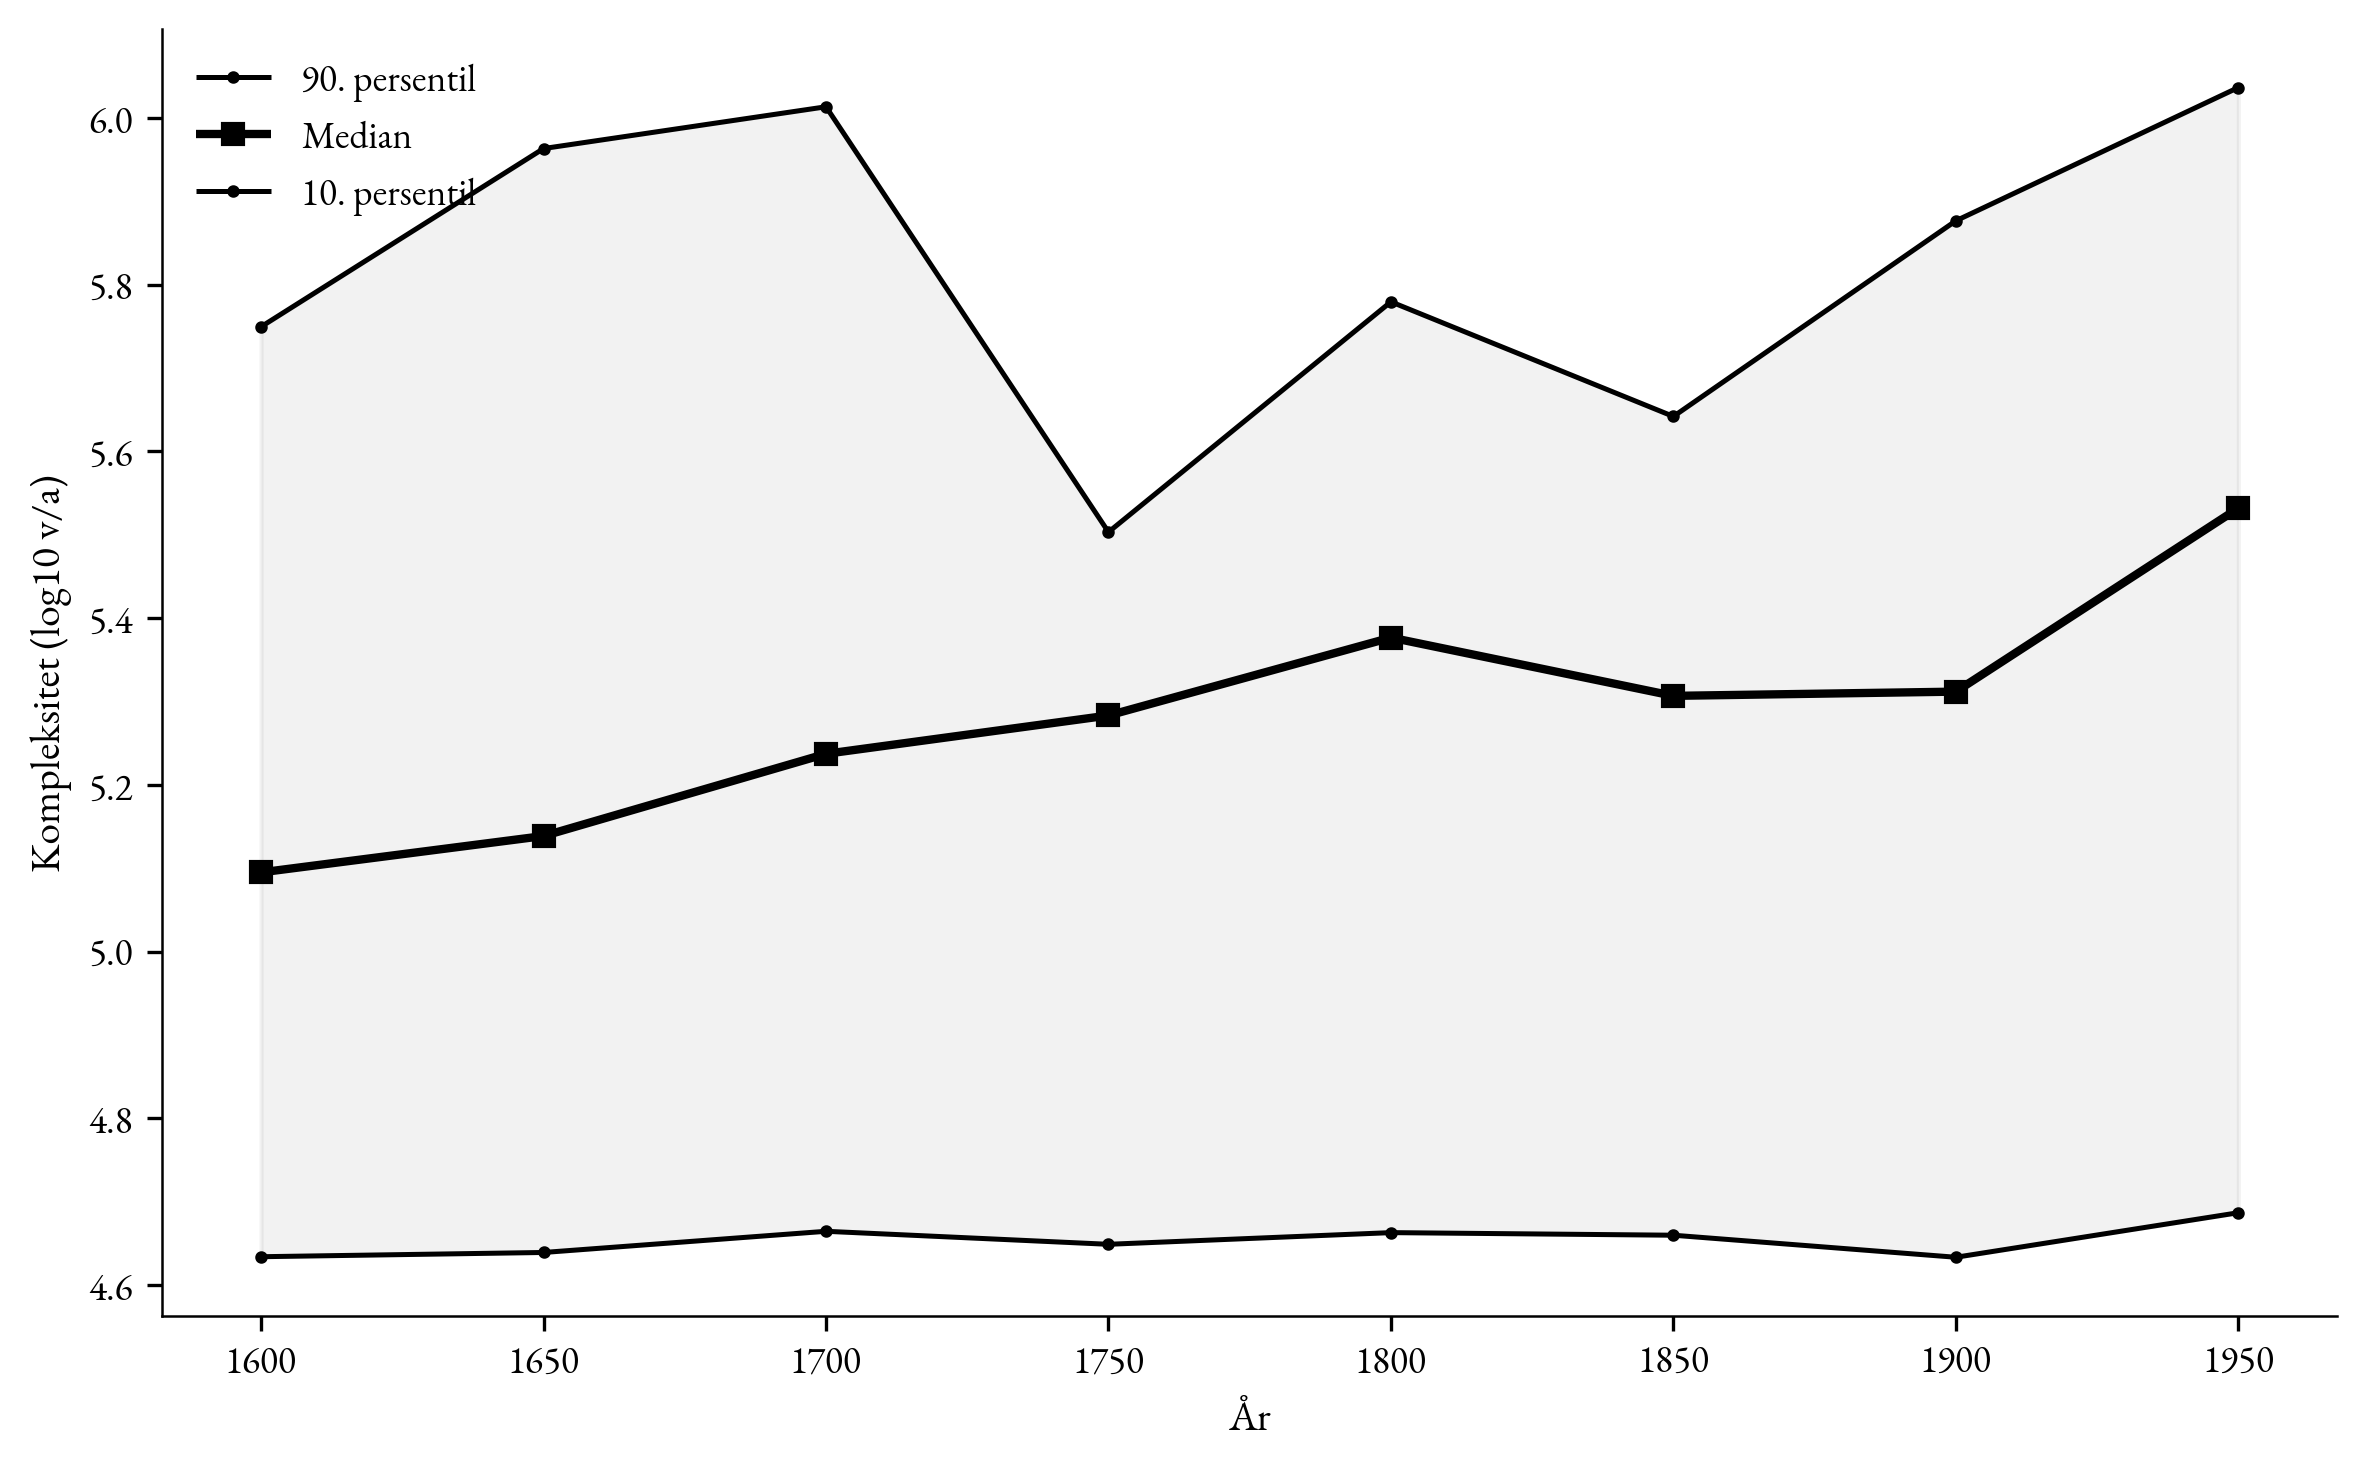 90. persentil
Median
10. persentil
6.0
5.8
5.6
5.4
5.2
5.0
4.8
4.6
Kompleksitet (log10 v/a)
1600 1650 1700 1750 1800 1850 1900 1950
År